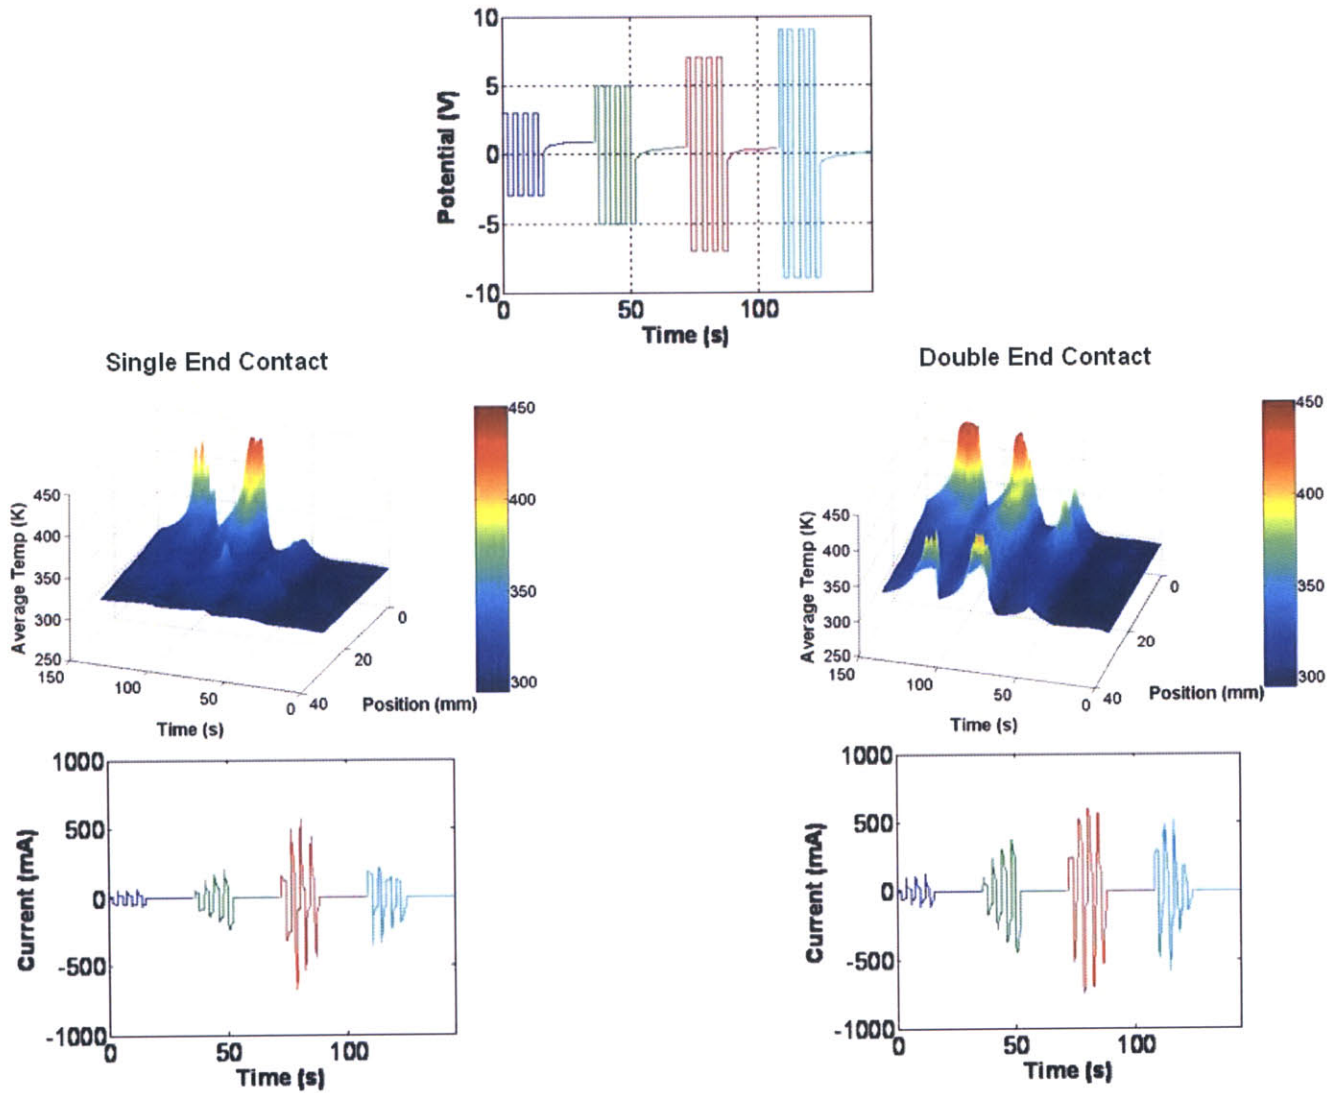 10
5
0
-5
-10
Potential (V)
0 50 100
Time (s)
Single End Contact
Double End Contact
450
400
350
300
250
Average Temp (K)
150 100 50 0
Time (s)
0
20
40
Position (mm)
450
400
350
300
450
400
350
300
250
Average Temp (K)
150 100 50 0
Time (s)
0
20
40
Position (mm)
450
400
350
300
1000
500
0
-500
-1000
Current (mA)
0 50 100
Time (s)
1000
500
0
-500
-1000
Current (mA)
0 50 100
Time (s)